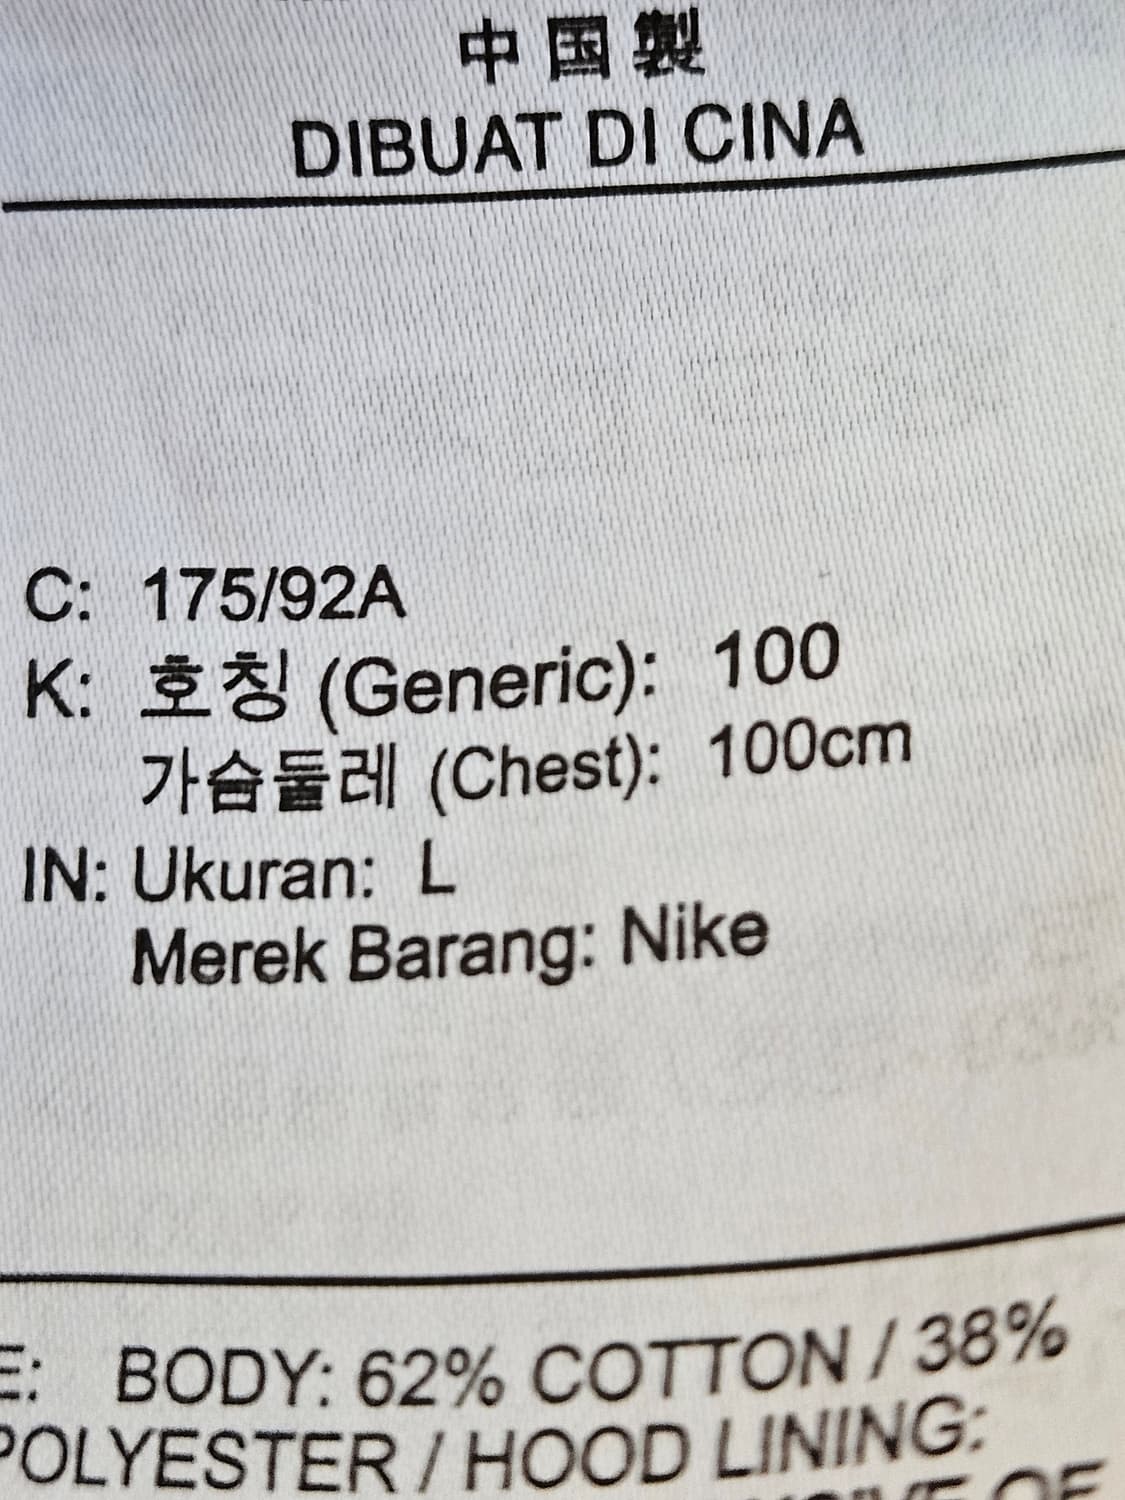 中国製
DIBUAT DI CINA
C: 175/92A
K: 호칭 (Generic): 100
가슴둘레 (Chest): 100cm
IN: Ukuran: L
Merek Barang: Nike
E: BODY: 62% COTTON / 38%
POLYESTER / HOOD LINING:
OF